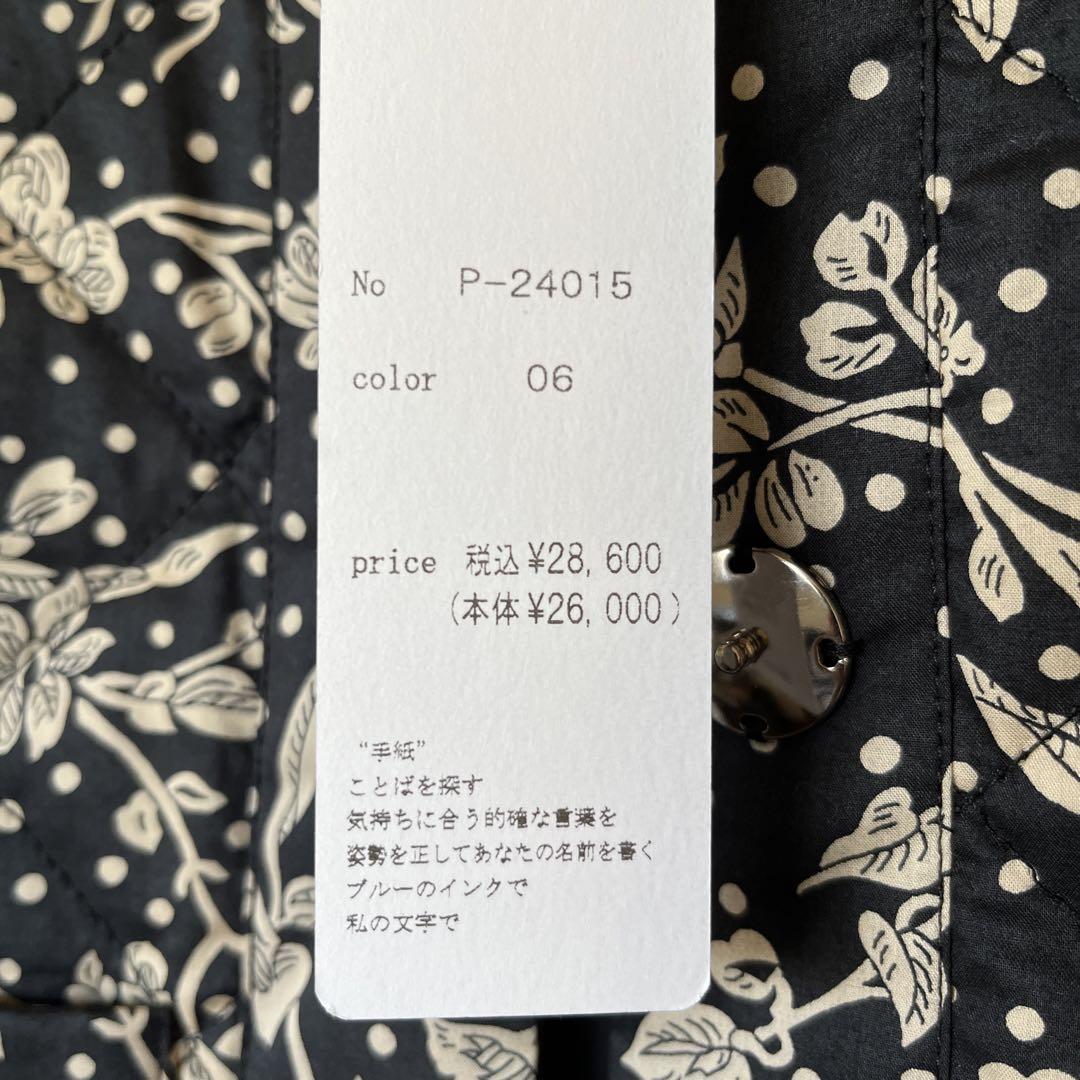 No P-24015
color 06
price 税込 ¥28,600
(本体 ¥26,000)
“手紙”
ことばを探す
気持ちに合う的確な言葉を
姿勢を正してあなたの名前を書く
ブルーのインクで
私の文字で